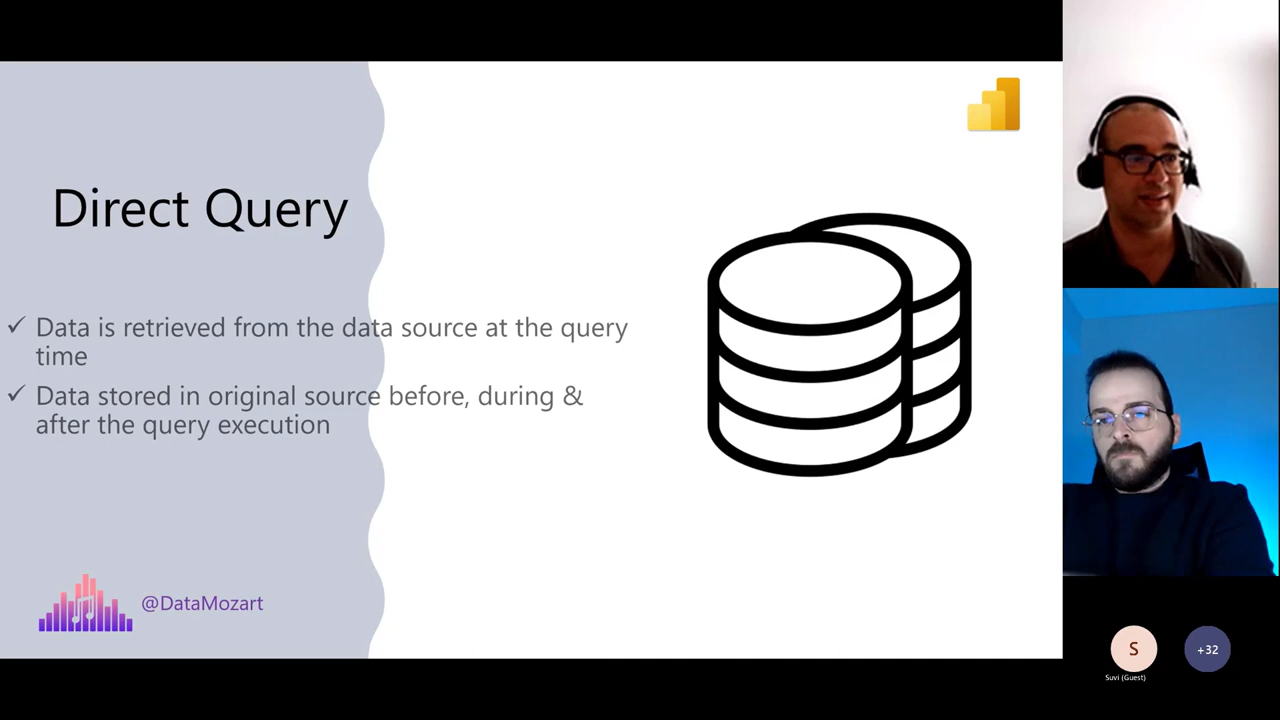 Direct Query
✓ Data is retrieved from the data source at the query
time
✓ Data stored in original source before, during &
after the query execution
@DataMozart
S
+32
Suvi (Guest)